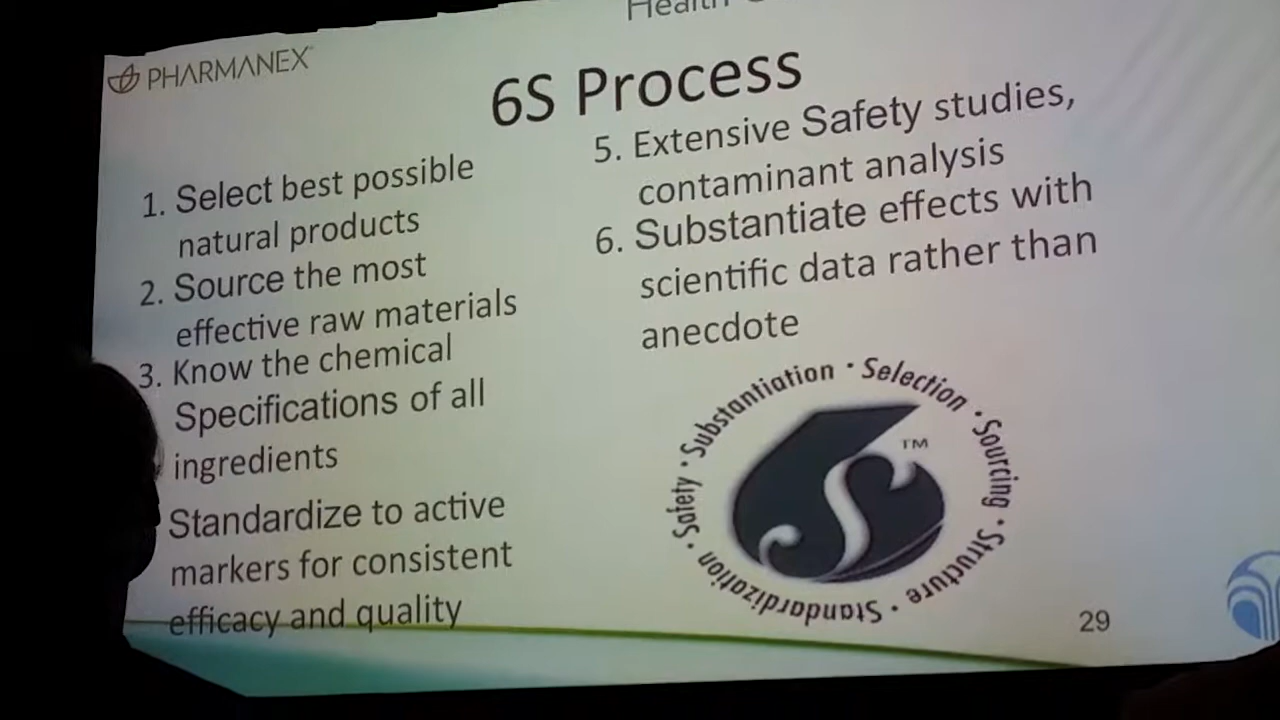 Health
PHARMANEX
6S Process
1. Select best possible
natural products
2. Source the most
effective raw materials
3. Know the chemical
Specifications of all
ingredients
Standardize to active
markers for consistent
efficacy and quality
5. Extensive Safety studies,
contaminant analysis
6. Substantiate effects with
scientific data rather than
anecdote
6S ™
Selection · Sourcing · Structure · Standardization · Safety · Substantiation ·
29